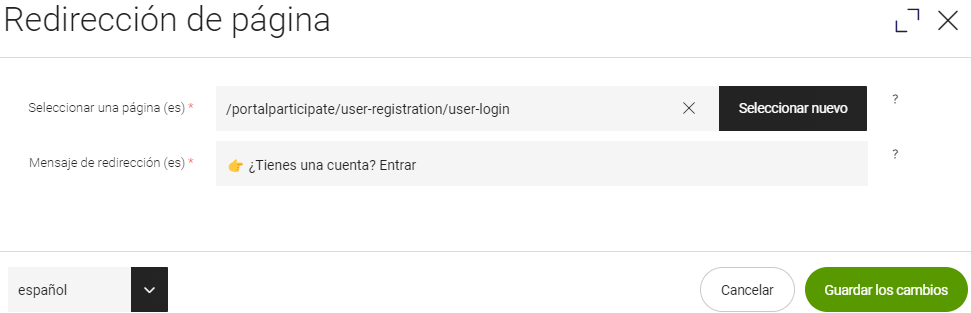 Redirección de página
Seleccionar una página (es) * /portalparticipate/user-registration/user-login Seleccionar nuevo ?
Mensaje de redirección (es) * 👉 ¿Tienes una cuenta? Entrar ?
español Cancelar Guardar los cambios